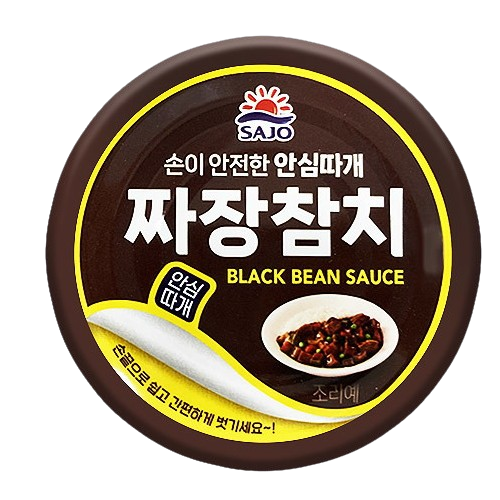 SAJO
손이 안전한 안심따개
짜장참치
BLACK BEAN SAUCE
안심
따개
조리예
손끝으로 쉽고 간편하게 벗기세요~!